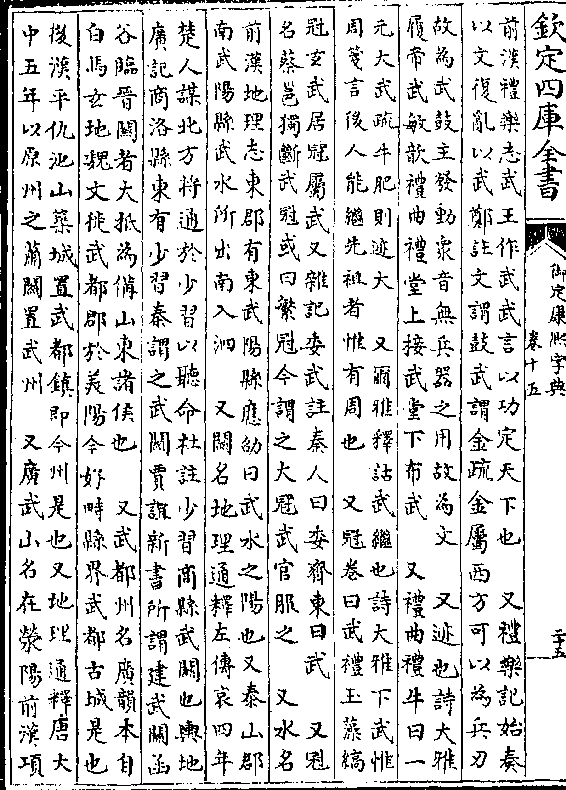 欽定四庫全書
御定康熙字典
卷十五
二十五
前漢禮樂志武王作武武言以功定天下也 又禮樂記始奏
以文復亂以武鄭註文謂鼓武謂金疏金屬西方可以為兵刃
故為武鼓主發動衆音無兵器之用故為文 又迹也詩大雅
履帝武敏歆禮曲禮堂上接武堂下布武 又禮曲禮牛曰一
元大武疏牛肥則迹大 又爾雅釋詁武繼也詩大雅下武惟
周箋言後人能繼先祖者惟有周也 又冠卷曰武禮玉藻縞
冠玄武居冠屬武又雜記委武註秦人曰委齊東曰武 又冠
名蔡邕獨斷武冠或曰繁冠今謂之大冠武官服之 又水名
前漢地理志東郡有東武陽縣應劭曰武水之陽也又泰山郡
南武陽縣武水所出南入泗 又關名地理通釋左傳哀四年
楚人謀北方將通於少習以聽命杜註少習商縣武關也輿地
廣記商洛縣東有少習秦謂之武關賈誼新書所謂建武關函
谷臨晉關者大抵為備山東諸侯也 又武都州名廣韻本自
白馬玄地魏文徙武都郡於美陽今好畤縣界武都古城是也
後漢平仇池山築城置武都鎮即今州是也又地理通釋唐大
中五年以原州之蕭關置武州 又廣武山名在滎陽前漢項